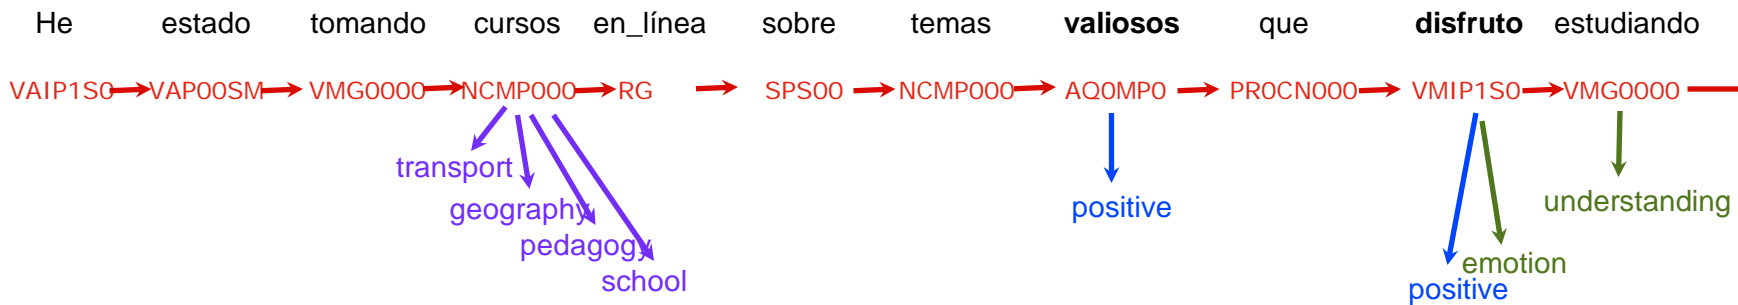 He estado tomando cursos en_línea sobre temas valiosos que disfruto estudiando
VAIP1S0 VAP00SM VMG0000 NCMP000 RG SPS00 NCMP000 AQ0MP0 PR0CN000 VMIP1S0 VMG0000
transport
geography
pedagogy
school
positive
positive
emotion
understanding